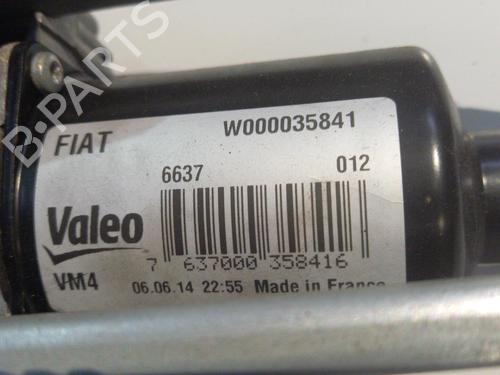 B-PARTS
FIAT W000035841
6637 012
Valeo
7 637000 358416
VM4 06.06.14 22:55 Made in France